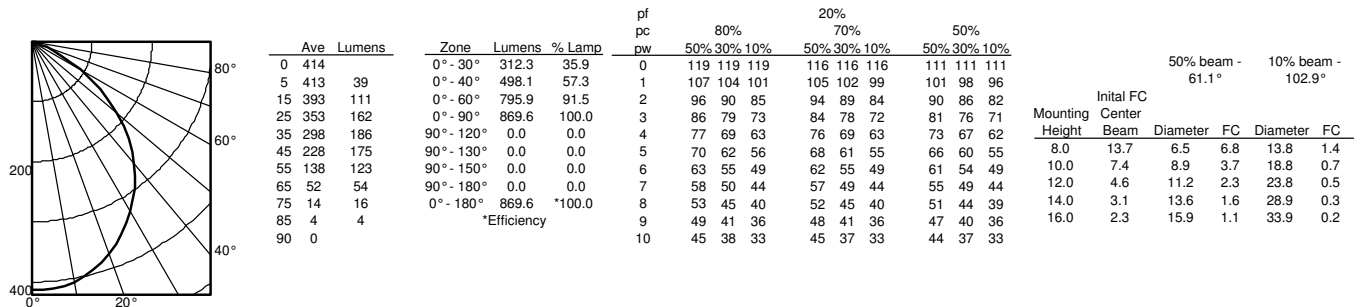 80°
60°
200
40°
400
0° 20°
Ave Lumens
0 414
5 413 39
15 393 111
25 353 162
35 298 186
45 228 175
55 138 123
65 52 54
75 14 16
85 4 4
90 0
Zone Lumens % Lamp
0° - 30° 312.3 35.9
0° - 40° 498.1 57.3
0° - 60° 795.9 91.5
0° - 90° 869.6 100.0
90° - 120° 0.0 0.0
90° - 130° 0.0 0.0
90° - 150° 0.0 0.0
90° - 180° 0.0 0.0
0° - 180° 869.6 *100.0
*Efficiency
pf 20%
pc 80% 70% 50%
pw 50% 30% 10% 50% 30% 10% 50% 30% 10%
0 119 119 119 116 116 116 111 111 111
1 107 104 101 105 102 99 101 98 96
2 96 90 85 94 89 84 90 86 82
3 86 79 73 84 78 72 81 76 71
4 77 69 63 76 69 63 73 67 62
5 70 62 56 68 61 55 66 60 55
6 63 55 49 62 55 49 61 54 49
7 58 50 44 57 49 44 55 49 44
8 53 45 40 52 45 40 51 44 39
9 49 41 36 48 41 36 47 40 36
10 45 38 33 45 37 33 44 37 33
50% beam - 10% beam -
61.1° 102.9°
Inital FC
Mounting Center
Height Beam Diameter FC Diameter FC
8.0 13.7 6.5 6.8 13.8 1.4
10.0 7.4 8.9 3.7 18.8 0.7
12.0 4.6 11.2 2.3 23.8 0.5
14.0 3.1 13.6 1.6 28.9 0.3
16.0 2.3 15.9 1.1 33.9 0.2